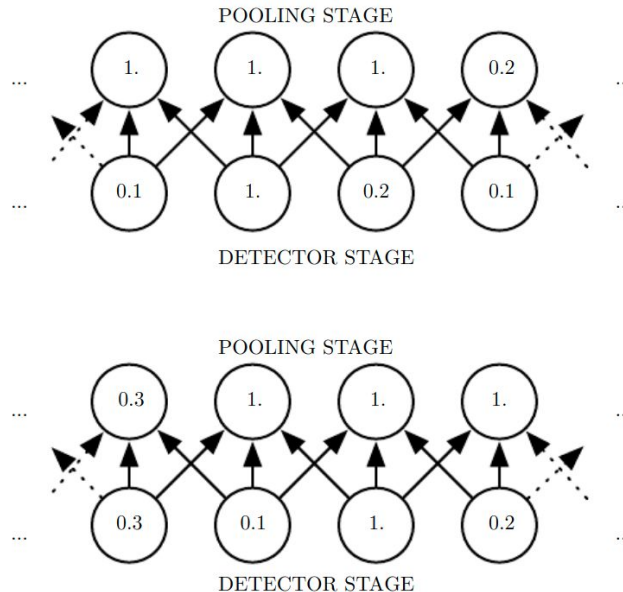 POOLING STAGE
... 1. 1. 1. 0.2 ...
... 0.1 1. 0.2 0.1 ...
DETECTOR STAGE
POOLING STAGE
... 0.3 1. 1. 1. ...
... 0.3 0.1 1. 0.2 ...
DETECTOR STAGE